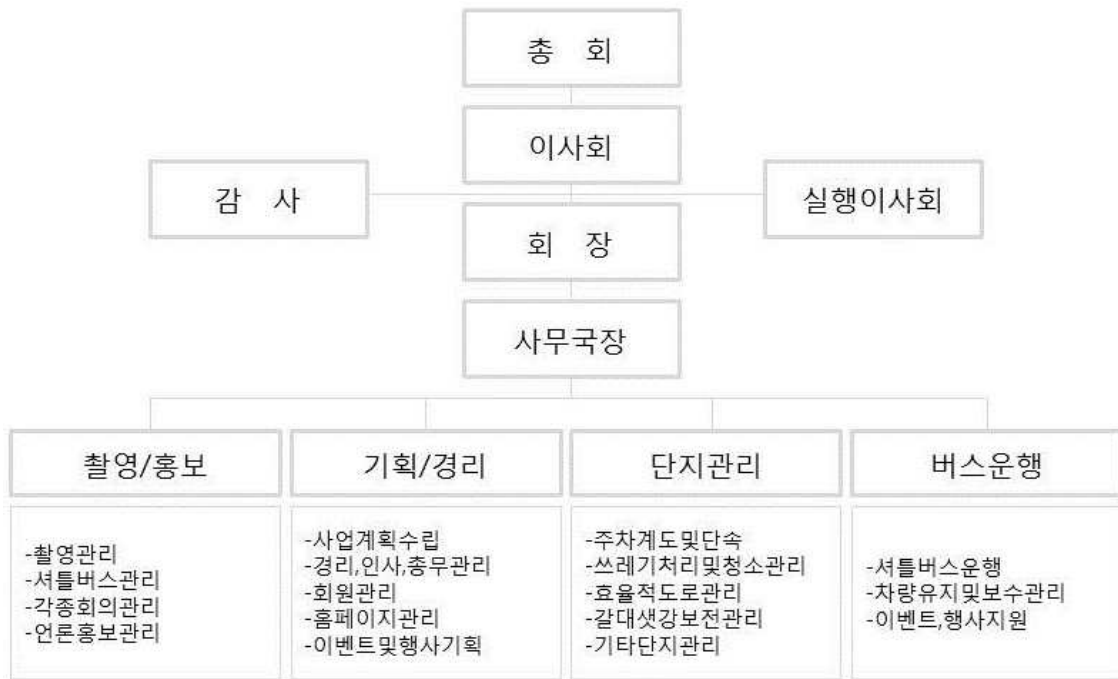 총 회
이사회
감 사
실행이사회
회 장
사무국장
촬영/홍보
-촬영관리
-셔틀버스관리
-각종회의관리
-언론홍보관리
기획/경리
-사업계획수립
-경리,인사,총무관리
-회원관리
-홈페이지관리
-이벤트및행사기획
단지관리
-주차계도및단속
-쓰레기처리및청소관리
-효율적도로관리
-갈대샛강보전관리
-기타단지관리
버스운행
-셔틀버스운행
-차량유지및보수관리
-이벤트,행사지원